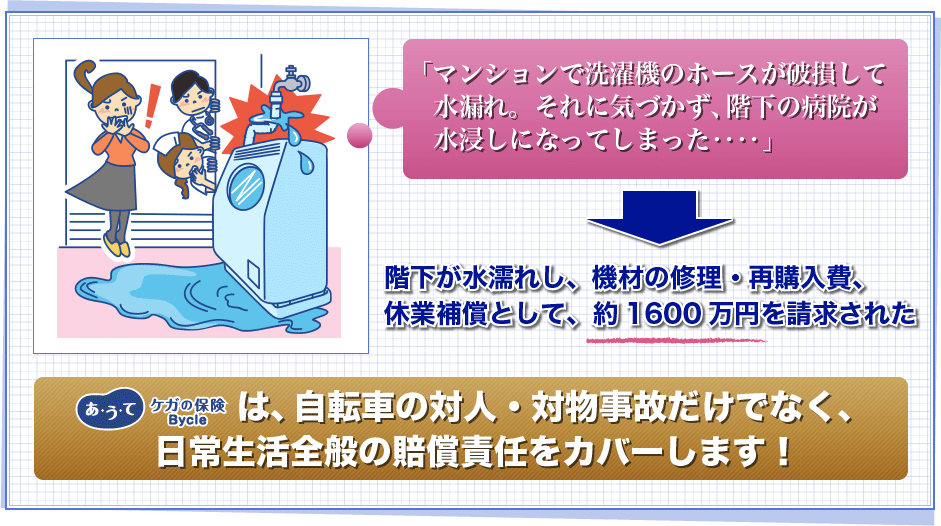 「マンションで洗濯機のホースが破損して
水漏れ。それに気づかず、階下の病院が
水浸しになってしまった‥‥」
階下が水濡れし、機材の修理・再購入費、
休業補償として、約1600万円を請求された
あ・う・て ケガの保険 Bycle は、自転車の対人・対物事故だけでなく、
日常生活全般の賠償責任をカバーします！